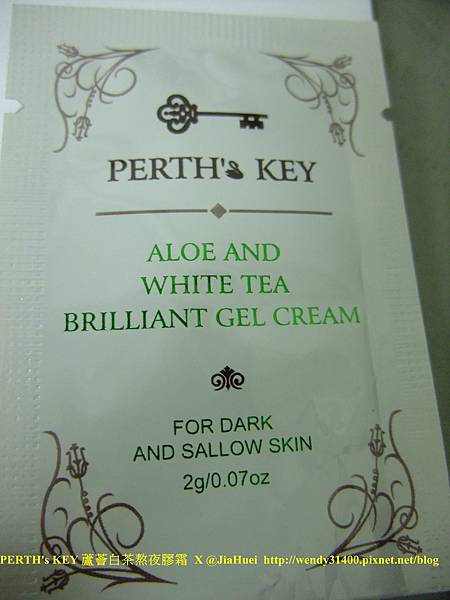 PERTH's KEY
ALOE AND
WHITE TEA
BRILLIANT GEL CREAM
FOR DARK
AND SALLOW SKIN
2g/0.07oz
PERTH's KEY 蘆薈白茶熬夜膠霜 X @JiaHuei http://wendy31400.pixnet.net/blog